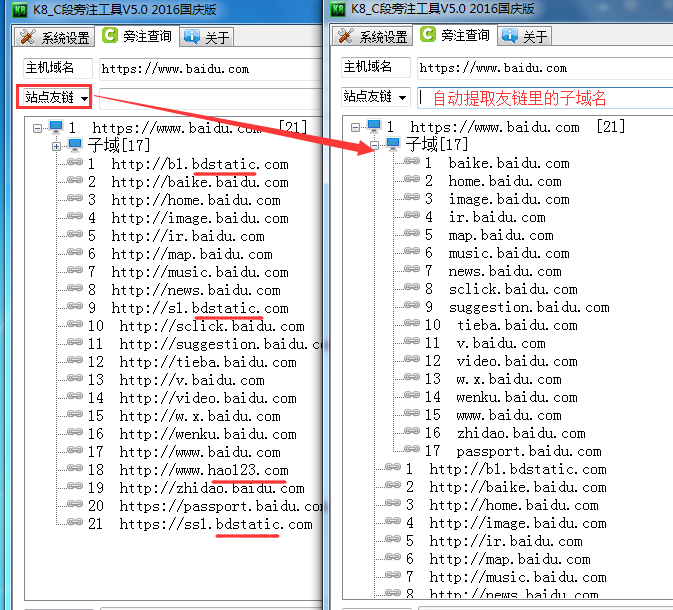 K8_C段旁注工具V5.0 2016国庆版
系统设置 旁注查询 关于
主机域名 https://www.baidu.com
站点友链
1 https://www.baidu.com [21]
子域[17]
1 http://bl.bdstatic.com
2 http://baike.baidu.com
3 http://home.baidu.com
4 http://image.baidu.com
5 http://ir.baidu.com
6 http://map.baidu.com
7 http://music.baidu.com
8 http://news.baidu.com
9 http://sl.bdstatic.com
10 http://sclick.baidu.com
11 http://suggestion.baidu.co
12 http://tieba.baidu.com
13 http://v.baidu.com
14 http://video.baidu.com
15 http://w.x.baidu.com
16 http://wenku.baidu.com
17 http://www.baidu.com
18 http://www.hao123.com
19 http://zhidao.baidu.com
20 https://passport.baidu.co
21 https://ssl.bdstatic.com
K8_C段旁注工具V5.0 2016国庆版
系统设置 旁注查询 关于
主机域名 https://www.baidu.com
站点友链 自动提取友链里的子域名
1 https://www.baidu.com [21]
子域[17]
1 baike.baidu.com
2 home.baidu.com
3 image.baidu.com
4 ir.baidu.com
5 map.baidu.com
6 music.baidu.com
7 news.baidu.com
8 sclick.baidu.com
9 suggestion.baidu.com
10 tieba.baidu.com
11 v.baidu.com
12 video.baidu.com
13 w.x.baidu.com
14 wenku.baidu.com
15 www.baidu.com
16 zhidao.baidu.com
17 passport.baidu.com
1 http://bl.bdstatic.com
2 http://baike.baidu.com
3 http://home.baidu.com
4 http://image.baidu.com
5 http://ir.baidu.com
6 http://map.baidu.com
7 http://music.baidu.com
8 http://news.baidu.com